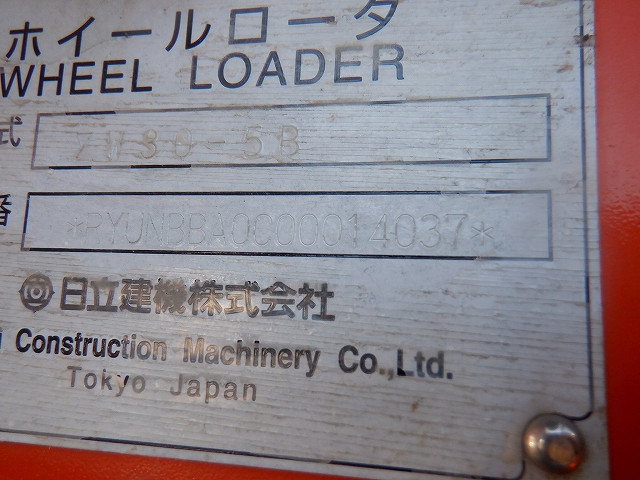 ホイールローダ
WHEEL LOADER
式 ZW30-5B
番 *RYUNBBA0C00014037*
日立建機株式会社
i Construction Machinery Co.,Ltd.
Tokyo Japan